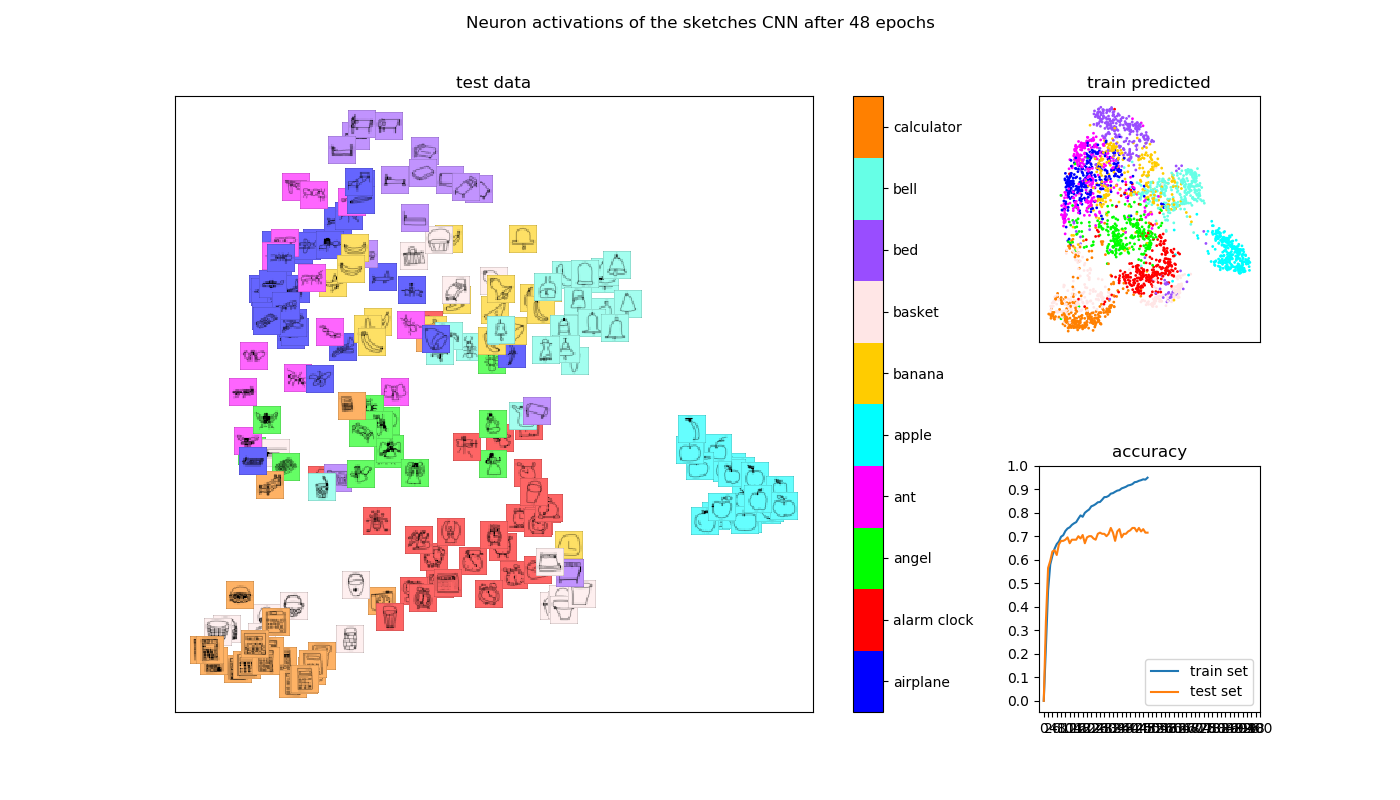 Neuron activations of the sketches CNN after 48 epochs
test data
calculator
bell
bed
basket
banana
apple
ant
angel
alarm clock
airplane
train predicted
accuracy
1.0
0.9
0.8
0.7
0.6
0.5
0.4
0.3
0.2
0.1
0.0
train set
test set